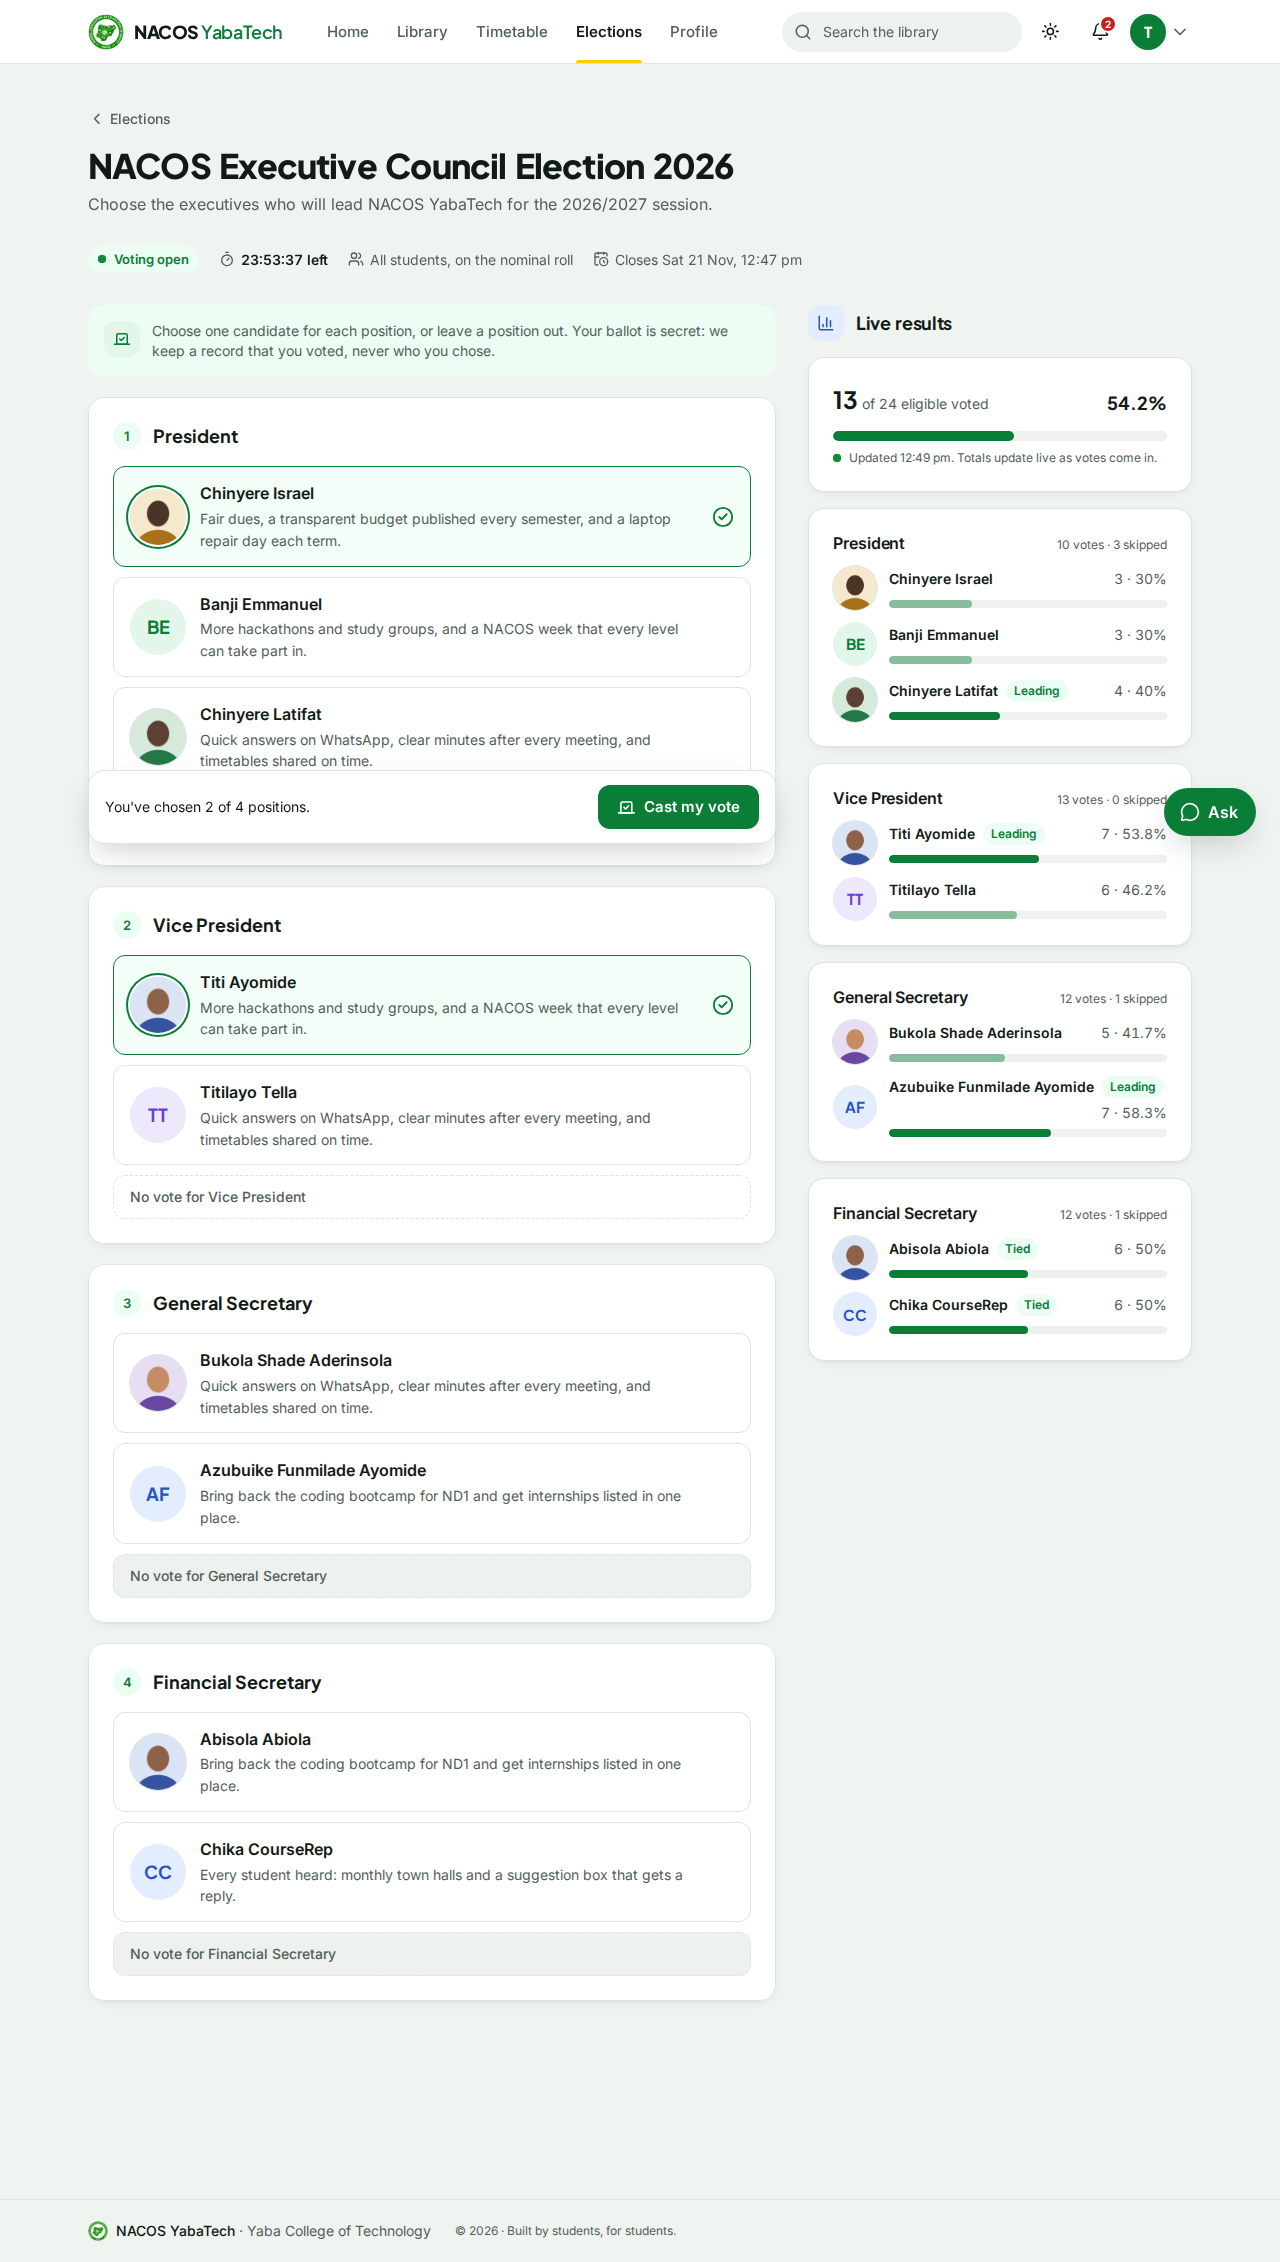 NACOS YabaTech
Home
Library
Timetable
Elections
Profile
Search the library
2
T
Elections
NACOS Executive Council Election 2026
Choose the executives who will lead NACOS YabaTech for the 2026/2027 session.
Voting open
23:53:37 left
All students, on the nominal roll
Closes Sat 21 Nov, 12:47 pm
Choose one candidate for each position, or leave a position out. Your ballot is secret: we
keep a record that you voted, never who you chose.
1
President
Chinyere Israel
Fair dues, a transparent budget published every semester, and a laptop
repair day each term.
BE
Banji Emmanuel
More hackathons and study groups, and a NACOS week that every level
can take part in.
Chinyere Latifat
Quick answers on WhatsApp, clear minutes after every meeting, and
timetables shared on time.
You've chosen 2 of 4 positions.
Cast my vote
2
Vice President
Titi Ayomide
More hackathons and study groups, and a NACOS week that every level
can take part in.
TT
Titilayo Tella
Quick answers on WhatsApp, clear minutes after every meeting, and
timetables shared on time.
No vote for Vice President
3
General Secretary
Bukola Shade Aderinsola
Quick answers on WhatsApp, clear minutes after every meeting, and
timetables shared on time.
AF
Azubuike Funmilade Ayomide
Bring back the coding bootcamp for ND1 and get internships listed in one
place.
No vote for General Secretary
4
Financial Secretary
Abisola Abiola
Bring back the coding bootcamp for ND1 and get internships listed in one
place.
CC
Chika CourseRep
Every student heard: monthly town halls and a suggestion box that gets a
reply.
No vote for Financial Secretary
Live results
13 of 24 eligible voted
54.2%
Updated 12:49 pm. Totals update live as votes come in.
President
10 votes · 3 skipped
Chinyere Israel
3 · 30%
BE
Banji Emmanuel
3 · 30%
Chinyere Latifat
Leading
4 · 40%
Vice President
13 votes · 0 skipped
Titi Ayomide
Leading
7 · 53.8%
TT
Titilayo Tella
6 · 46.2%
Ask
General Secretary
12 votes · 1 skipped
Bukola Shade Aderinsola
5 · 41.7%
AF
Azubuike Funmilade Ayomide
Leading
7 · 58.3%
Financial Secretary
12 votes · 1 skipped
Abisola Abiola
Tied
6 · 50%
CC
Chika CourseRep
Tied
6 · 50%
NACOS YabaTech · Yaba College of Technology
© 2026 · Built by students, for students.